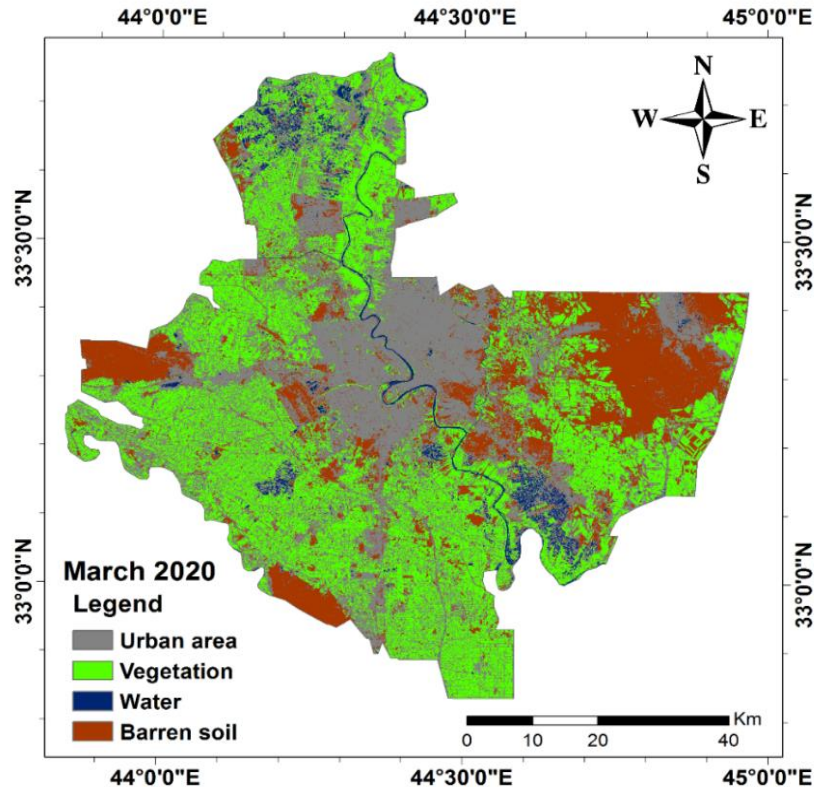 44°0'0"E 44°30'0"E 45°0'0"E
N
W E
S
33°30'0"N 33°30'0"N
33°0'0"N 33°0'0"N
March 2020
Legend
Urban area
Vegetation
Water
Barren soil
Km
0 10 20 40
44°0'0"E 44°30'0"E 45°0'0"E